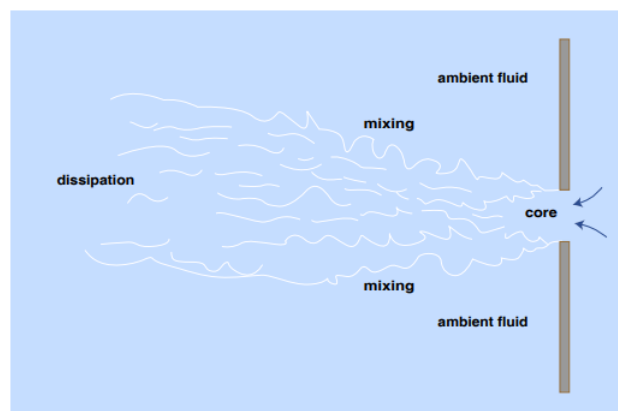 ambient fluid
mixing
dissipation
core
mixing
ambient fluid